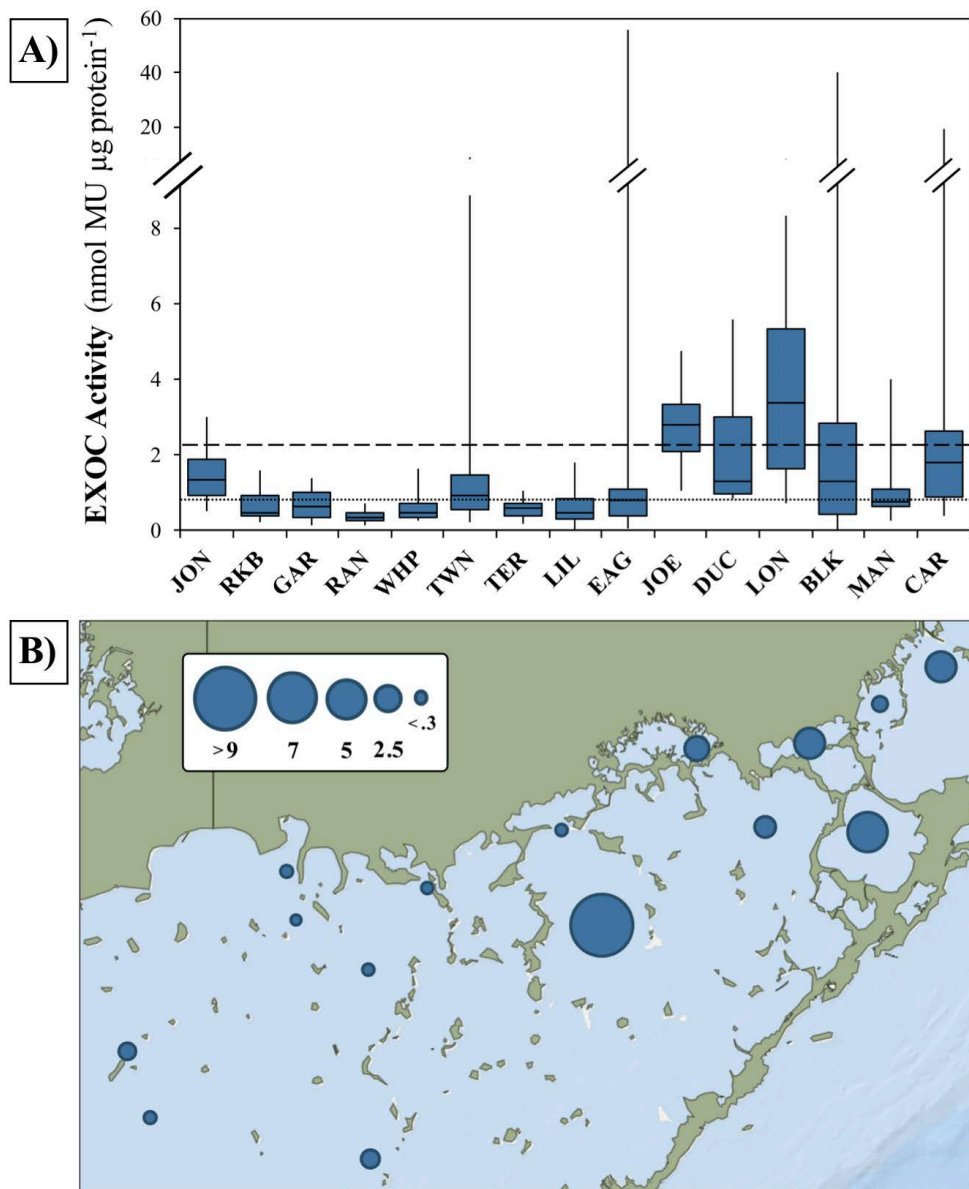 A)
EXOC Activity (nmol MU µg protein⁻¹)
60
40
20
8
6
4
2
0
JON RKB GAR RAN WHP TWN TER LIL EAG JOE DUC LON BLK MAN CAR
B)
>9 7 5 2.5 <.3